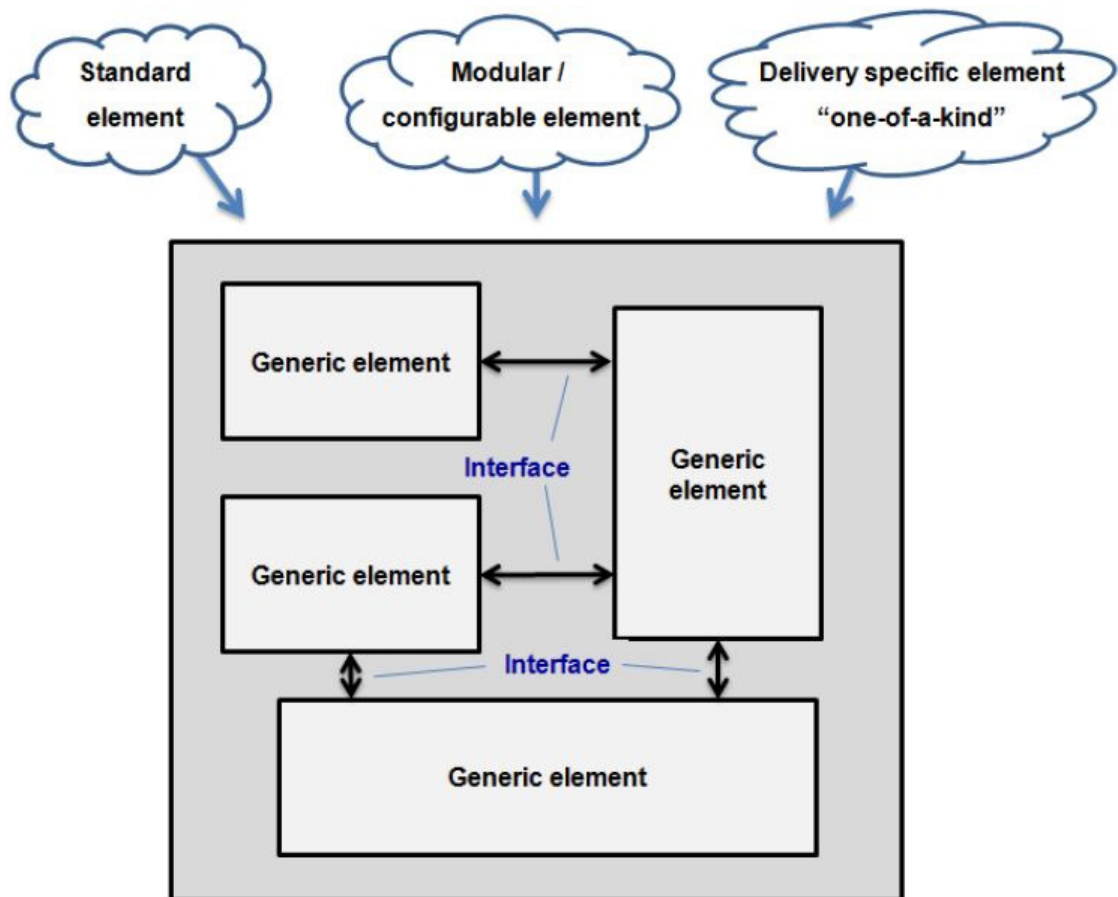 Standard
element
Modular /
configurable element
Delivery specific element
“one-of-a-kind”
Generic element
Interface
Generic
element
Generic element
Interface
Generic element